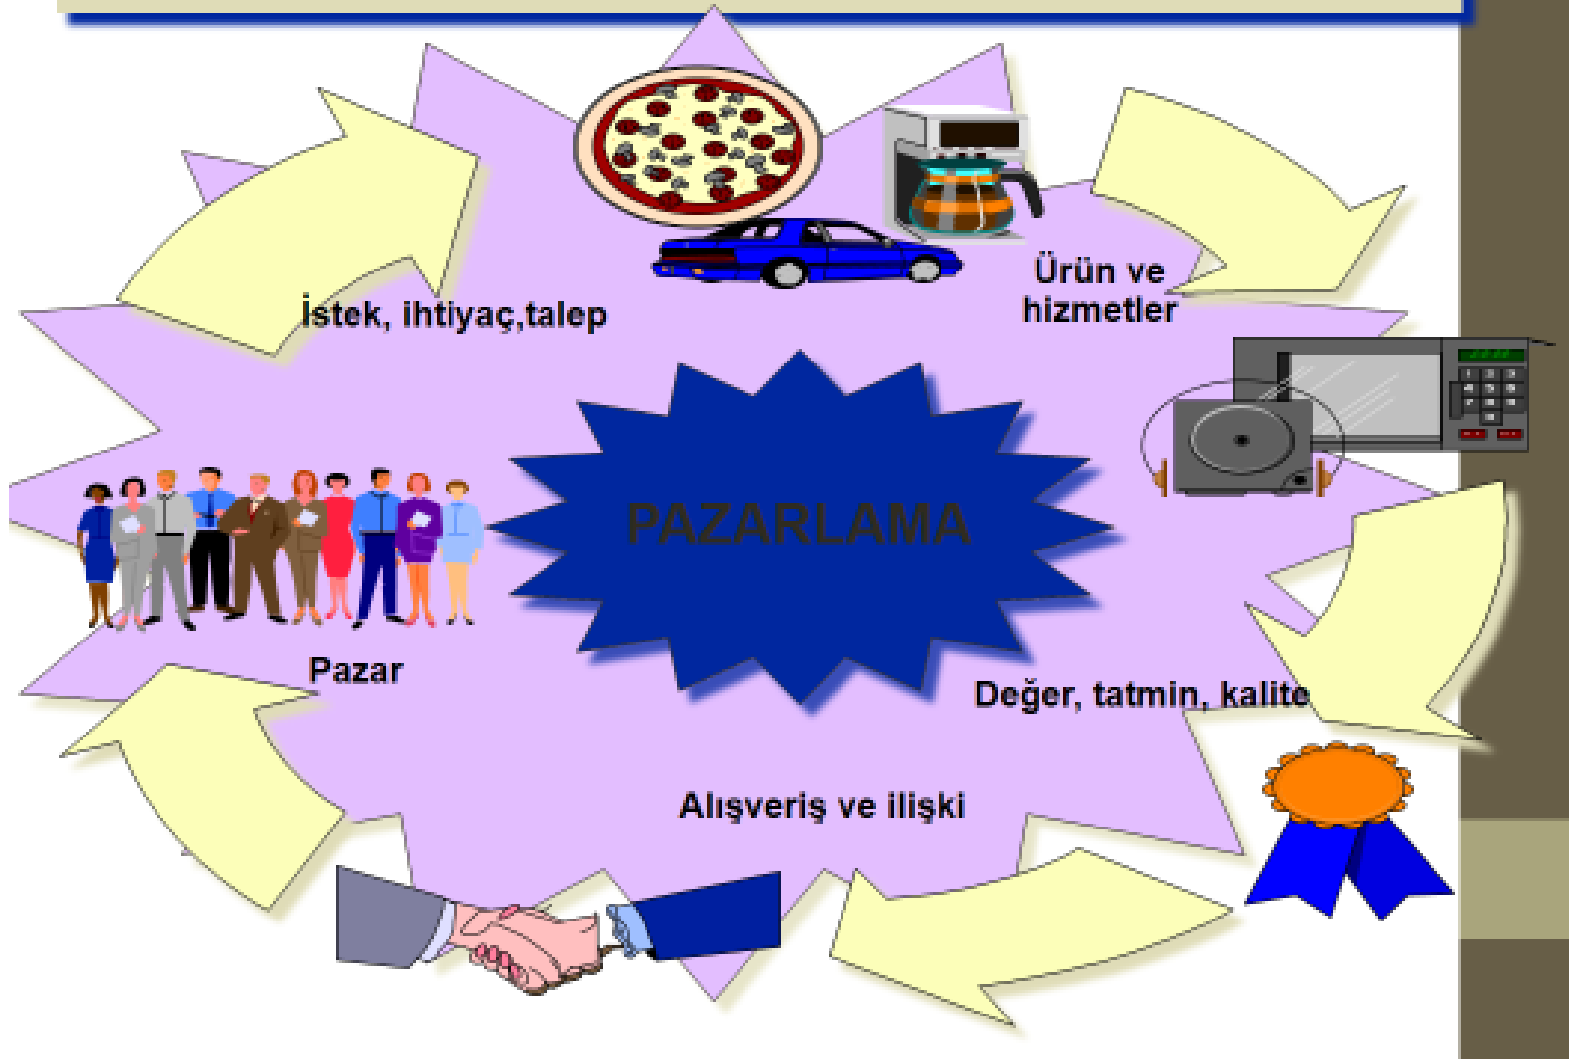 İstek, ihtiyaç,talep
Ürün ve
hizmetler
PAZARLAMA
Pazar
Değer, tatmin, kalite
Alışveriş ve ilişki